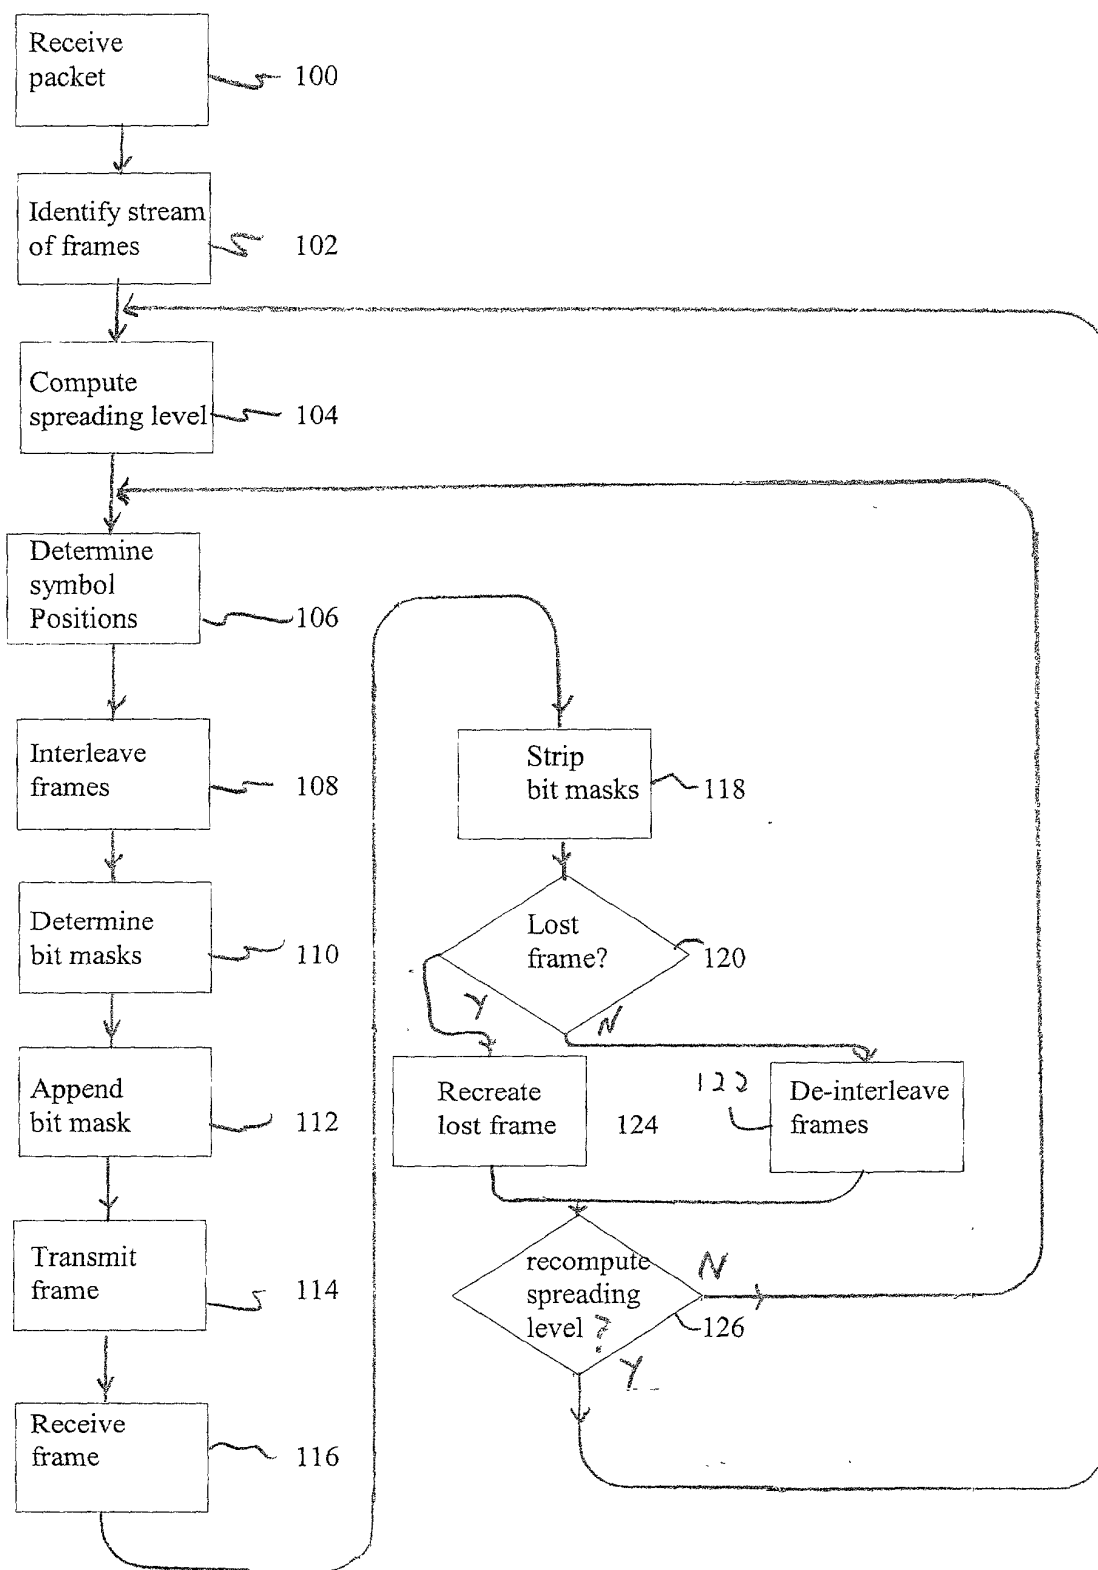 Receive
packet
100
Identify stream
of frames
102
Compute
spreading level
104
Determine
symbol
Positions
106
Interleave
frames
108
Determine
bit masks
110
Append
bit mask
112
Transmit
frame
114
Receive
frame
116
Strip
bit masks
118
Lost
frame?
120
Y
N
Recreate
lost frame
124
122
De-interleave
frames
recompute
spreading
level ?
126
N
Y